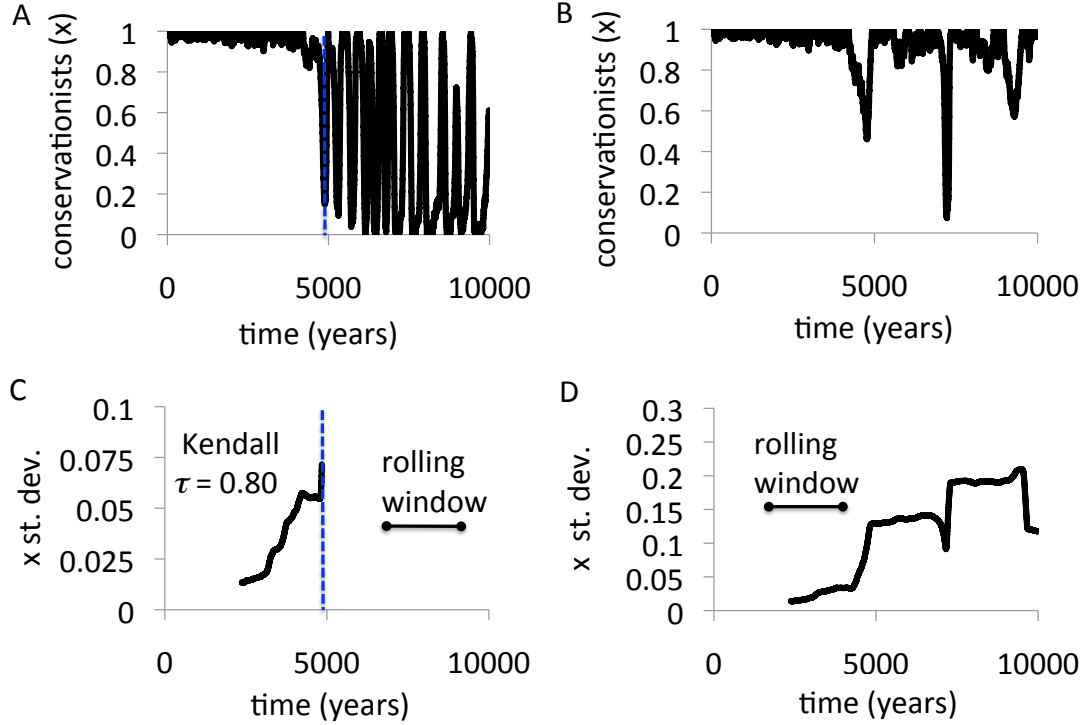 A
conservationists (x)
1
0.8
0.6
0.4
0.2
0
0 5000 10000
time (years)
B
conservationists (x)
1
0.8
0.6
0.4
0.2
0
0 5000 10000
time (years)
C
x st. dev.
0.1
0.075
0.05
0.025
0
Kendall
τ = 0.80
rolling
window
0 5000 10000
time (years)
D
x st. dev.
0.3
0.25
0.2
0.15
0.1
0.05
0
rolling
window
0 5000 10000
time (years)